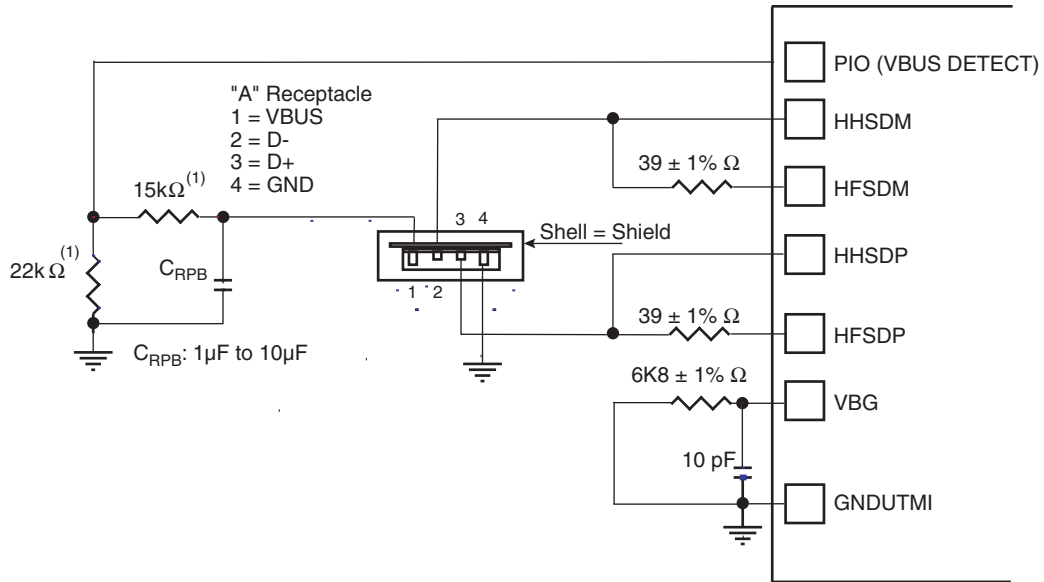 PIO (VBUS DETECT)
"A" Receptacle
1 = VBUS
2 = D-
3 = D+
4 = GND
HHSDM
39 ± 1% Ω
HFSDM
15kΩ(1)
3 4
Shell = Shield
HHSDP
22kΩ(1)
CRPB
1 2
39 ± 1% Ω
HFSDP
CRPB: 1µF to 10µF
6K8 ± 1% Ω
VBG
10 pF
GNDUTMI